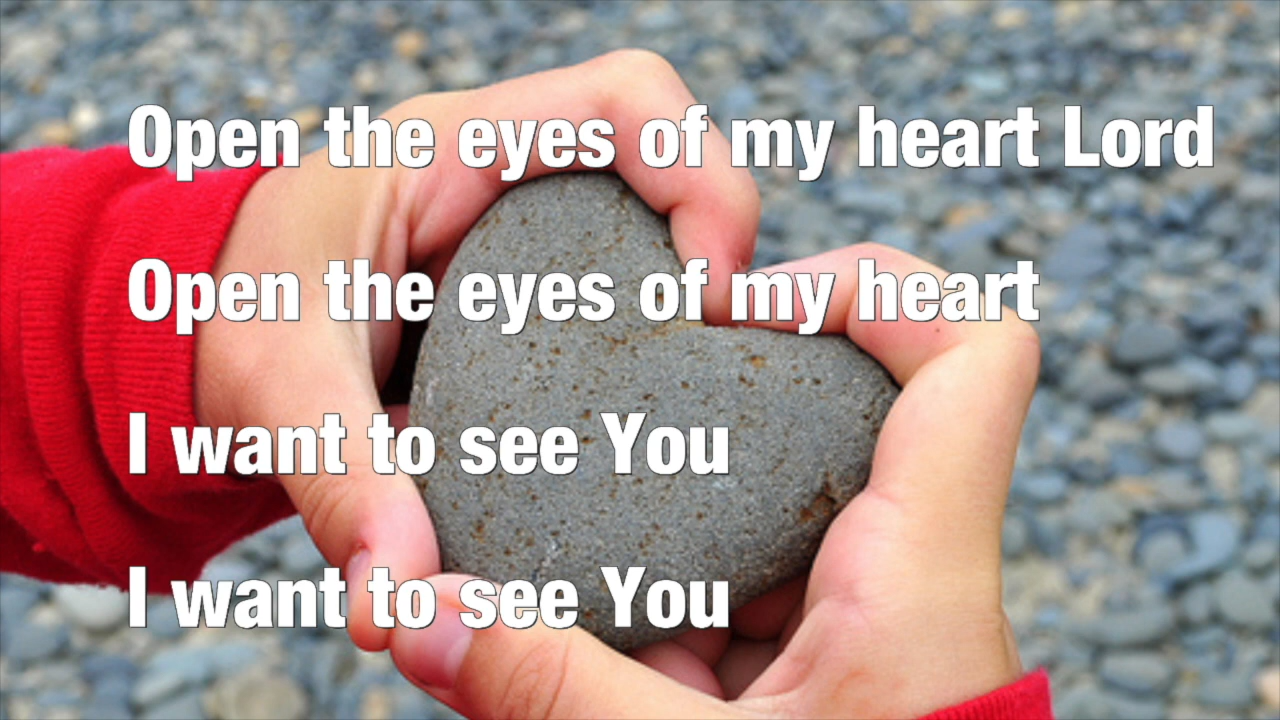 Open the eyes of my heart Lord
Open the eyes of my heart
I want to see You
I want to see You